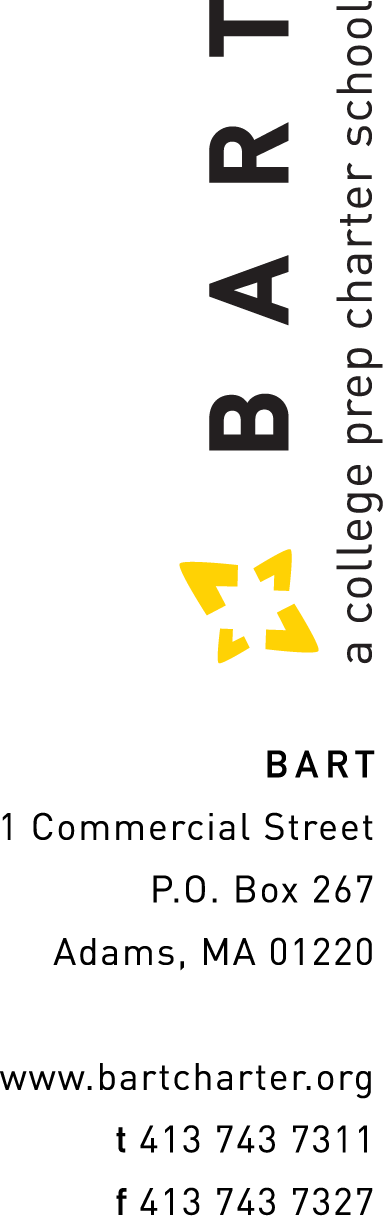 BART
a college prep charter school
BART
1 Commercial Street
P.O. Box 267
Adams, MA 01220
www.bartcharter.org
t 413 743 7311
f 413 743 7327